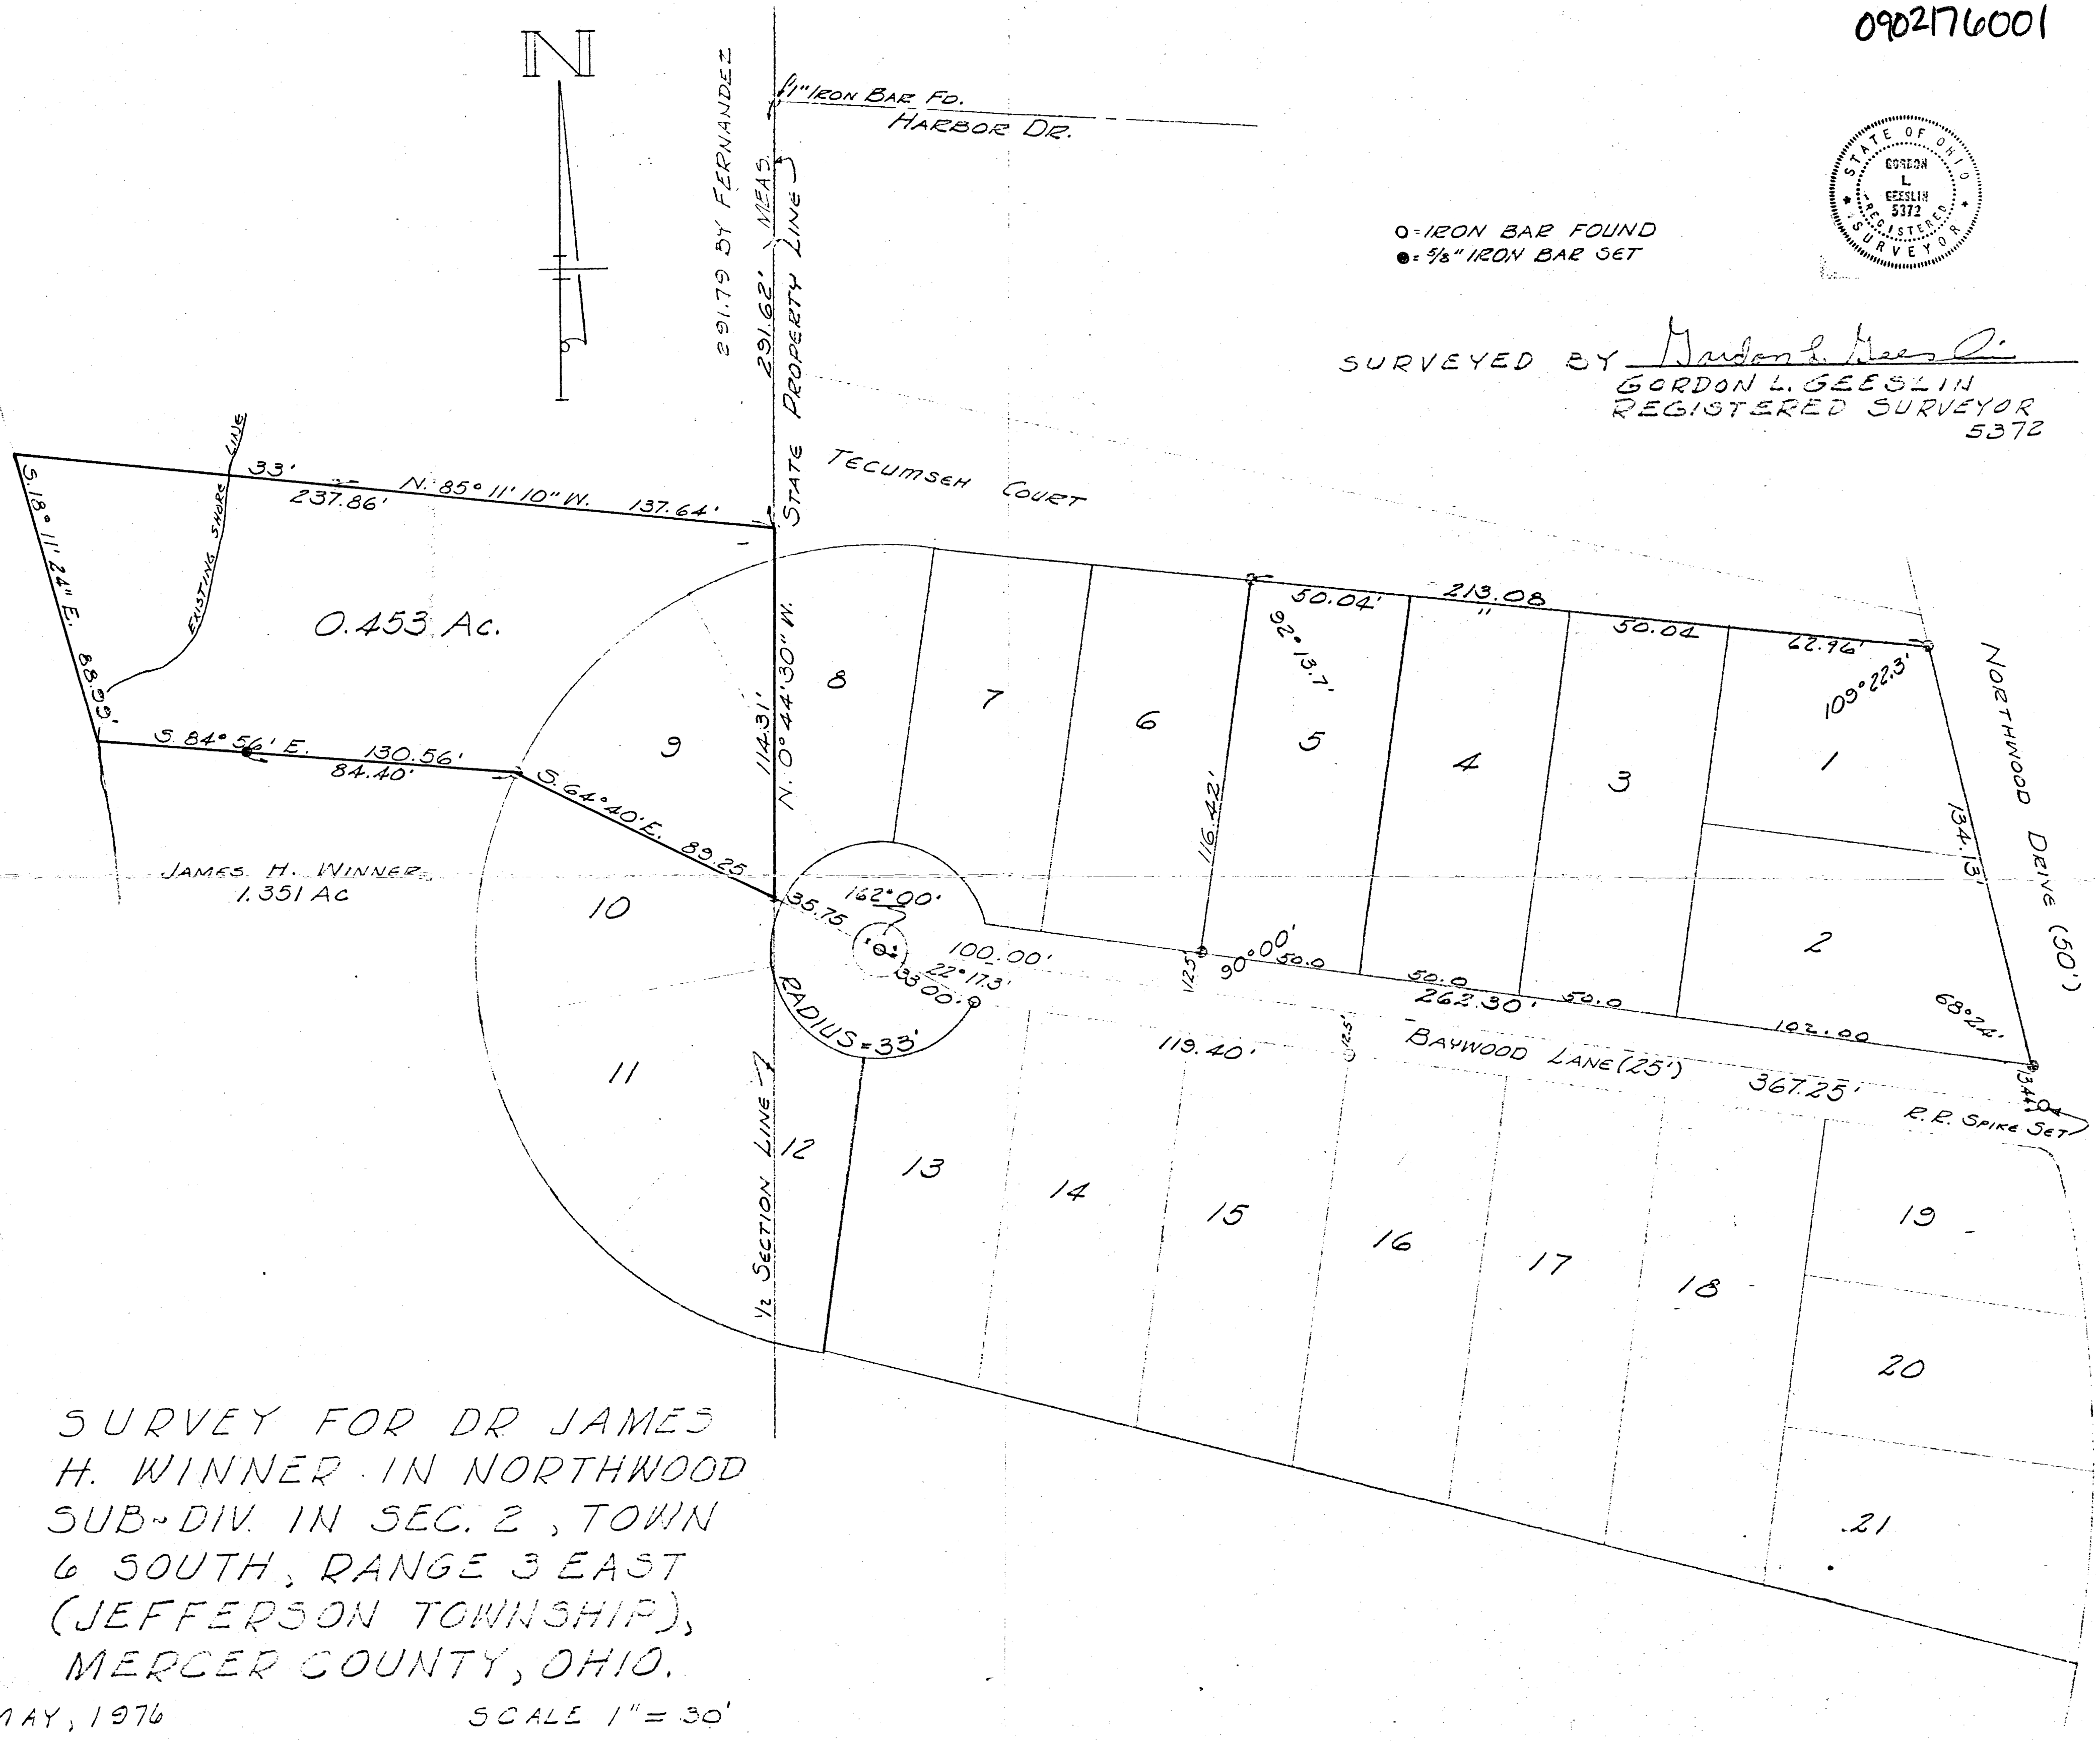 0902176001
N
1" IRON BAR FD.
HARBOR DR.
291.79 BY FERNANDEZ
291.62' MEAS.
STATE PROPERTY LINE
STATE OF OHIO
GORDON
L
GEESLIN
5372
REGISTERED
SURVEYOR
O = IRON BAR FOUND
● = 5/8" IRON BAR SET
SURVEYED BY Gordon L. Geeslin
GORDON L. GEESLIN
REGISTERED SURVEYOR
5372
TECUMSEH COURT
EXISTING SHORE LINE
33'
237.86'
N. 85° 11' 10" W.
137.64'
S. 18° 11' 24" E.
88.99'
0.453 Ac.
S. 84° 56' E.
130.56'
84.40'
S. 64° 40' E.
89.25
114.31'
N. 0° 44' 30" W.
JAMES H. WINNER
1.351 AC
50.04'
213.08
"
50.04
62.96'
92° 13.7'
109° 22.3'
NORTHWOOD DRIVE (50')
134.13'
116.42'
9
8
7
6
5
4
3
1
2
10
11
12
13
14
15
16
17
18
19
20
21
35.75
162° 00'
100.00'
22° 17.3'
33.00'
RADIUS = 33'
12.5'
90° 00'
50.0
50.0
50.0
262.30'
102.00
68° 24'
119.40'
12.5'
BAYWOOD LANE (25')
367.25'
13.44'
R.R. SPIKE SET
1/2 SECTION LINE
SURVEY FOR DR JAMES
H. WINNER IN NORTHWOOD
SUB-DIV. IN SEC. 2, TOWN
6 SOUTH, RANGE 3 EAST
(JEFFERSON TOWNSHIP),
MERCER COUNTY, OHIO.
MAY, 1976
SCALE 1" = 30'